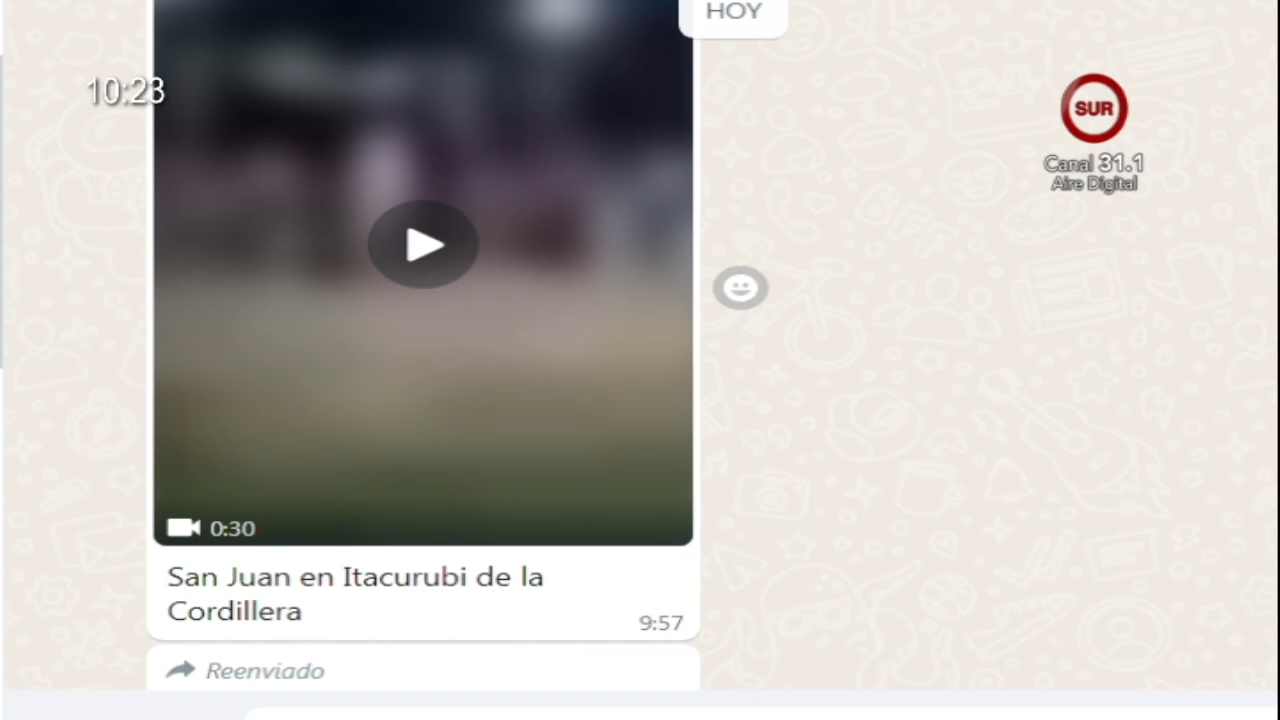 HOY
10:23
SUR
Canal 31.1
Aire Digital
0:30
San Juan en Itacurubi de la
Cordillera
9:57
Reenviado